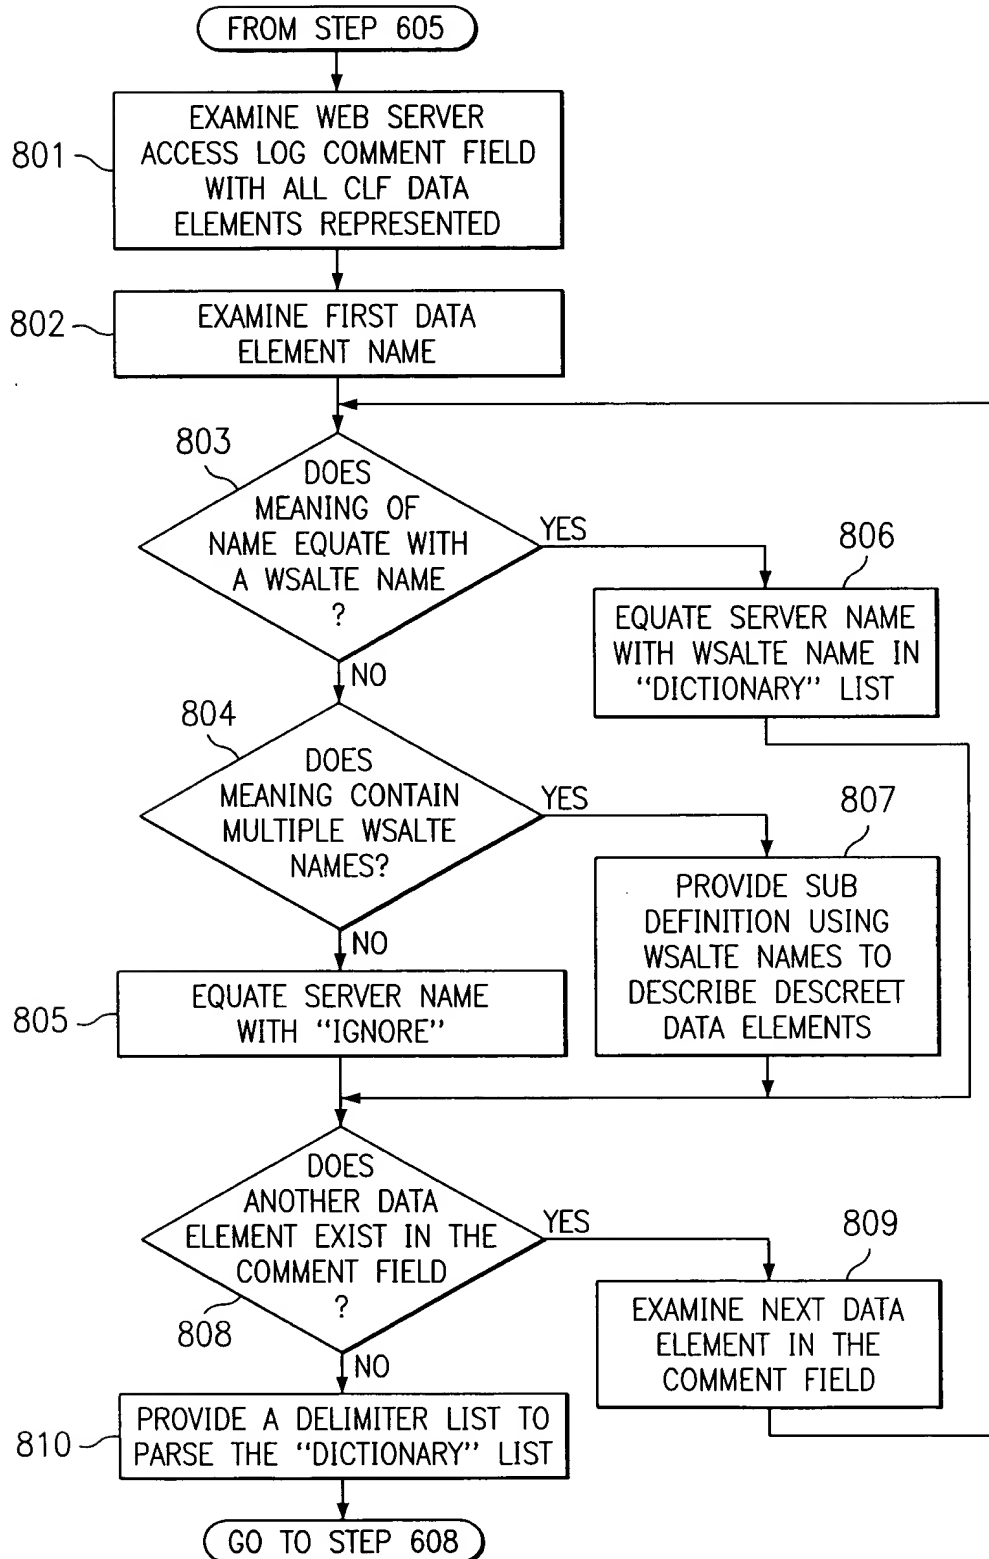 FROM STEP 605
801
EXAMINE WEB SERVER
ACCESS LOG COMMENT FIELD
WITH ALL CLF DATA
ELEMENTS REPRESENTED
802
EXAMINE FIRST DATA
ELEMENT NAME
803
DOES
MEANING OF
NAME EQUATE WITH
A WSALTE NAME
?
YES
NO
806
EQUATE SERVER NAME
WITH WSALTE NAME IN
"DICTIONARY" LIST
804
DOES
MEANING CONTAIN
MULTIPLE WSALTE
NAMES?
YES
NO
807
PROVIDE SUB
DEFINITION USING
WSALTE NAMES TO
DESCRIBE DESCREET
DATA ELEMENTS
805
EQUATE SERVER NAME
WITH "IGNORE"
DOES
ANOTHER DATA
ELEMENT EXIST IN THE
COMMENT FIELD
?
808
YES
NO
809
EXAMINE NEXT DATA
ELEMENT IN THE
COMMENT FIELD
810
PROVIDE A DELIMITER LIST TO
PARSE THE "DICTIONARY" LIST
GO TO STEP 608